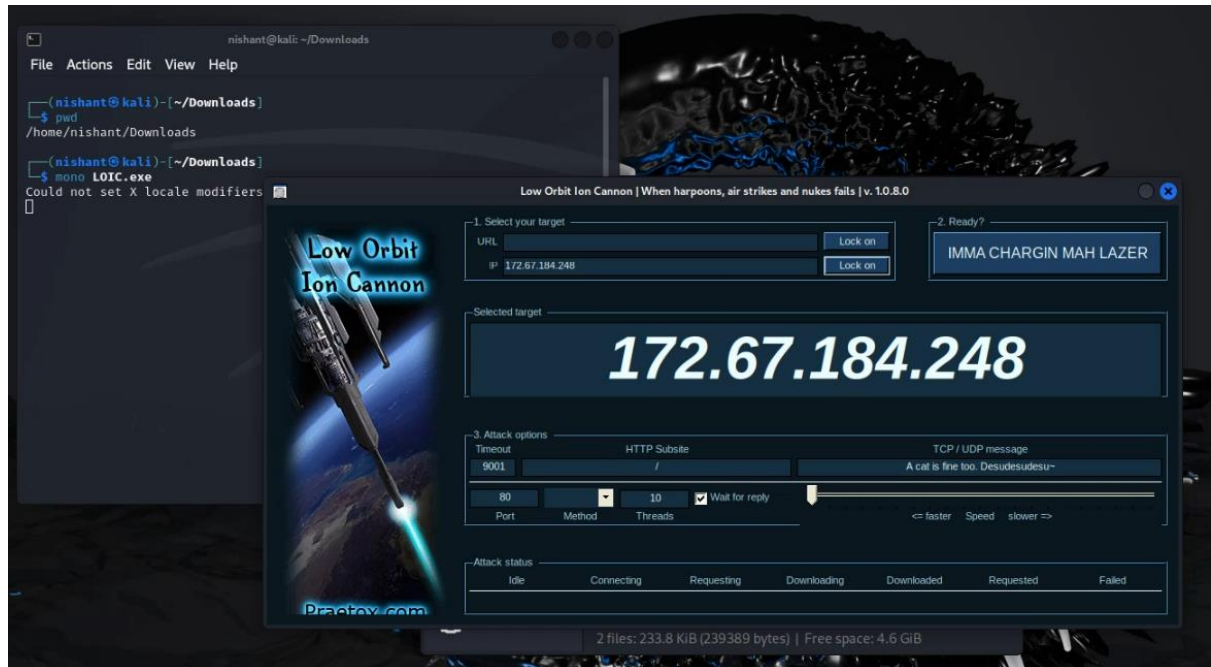 nishant@kali: ~/Downloads
File Actions Edit View Help
(nishant㉿kali)-[~/Downloads]
$ pwd
/home/nishant/Downloads
(nishant㉿kali)-[~/Downloads]
$ mono LOIC.exe
Could not set X locale modifiers
Low Orbit Ion Cannon | When harpoons, air strikes and nukes fails | v. 1.0.8.0
Low Orbit
Ion Cannon
Praetox.com
1. Select your target
URL Lock on
IP 172.67.184.248 Lock on
2. Ready?
IMMA CHARGIN MAH LAZER
Selected target
172.67.184.248
3. Attack options
Timeout HTTP Subsite TCP / UDP message
9001 / A cat is fine too. Desudesudesu~
80 10 Wait for reply
Port Method Threads <= faster Speed slower =>
Attack status
Idle Connecting Requesting Downloading Downloaded Requested Failed
2 files: 233.8 KiB (239389 bytes) | Free space: 4.6 GiB